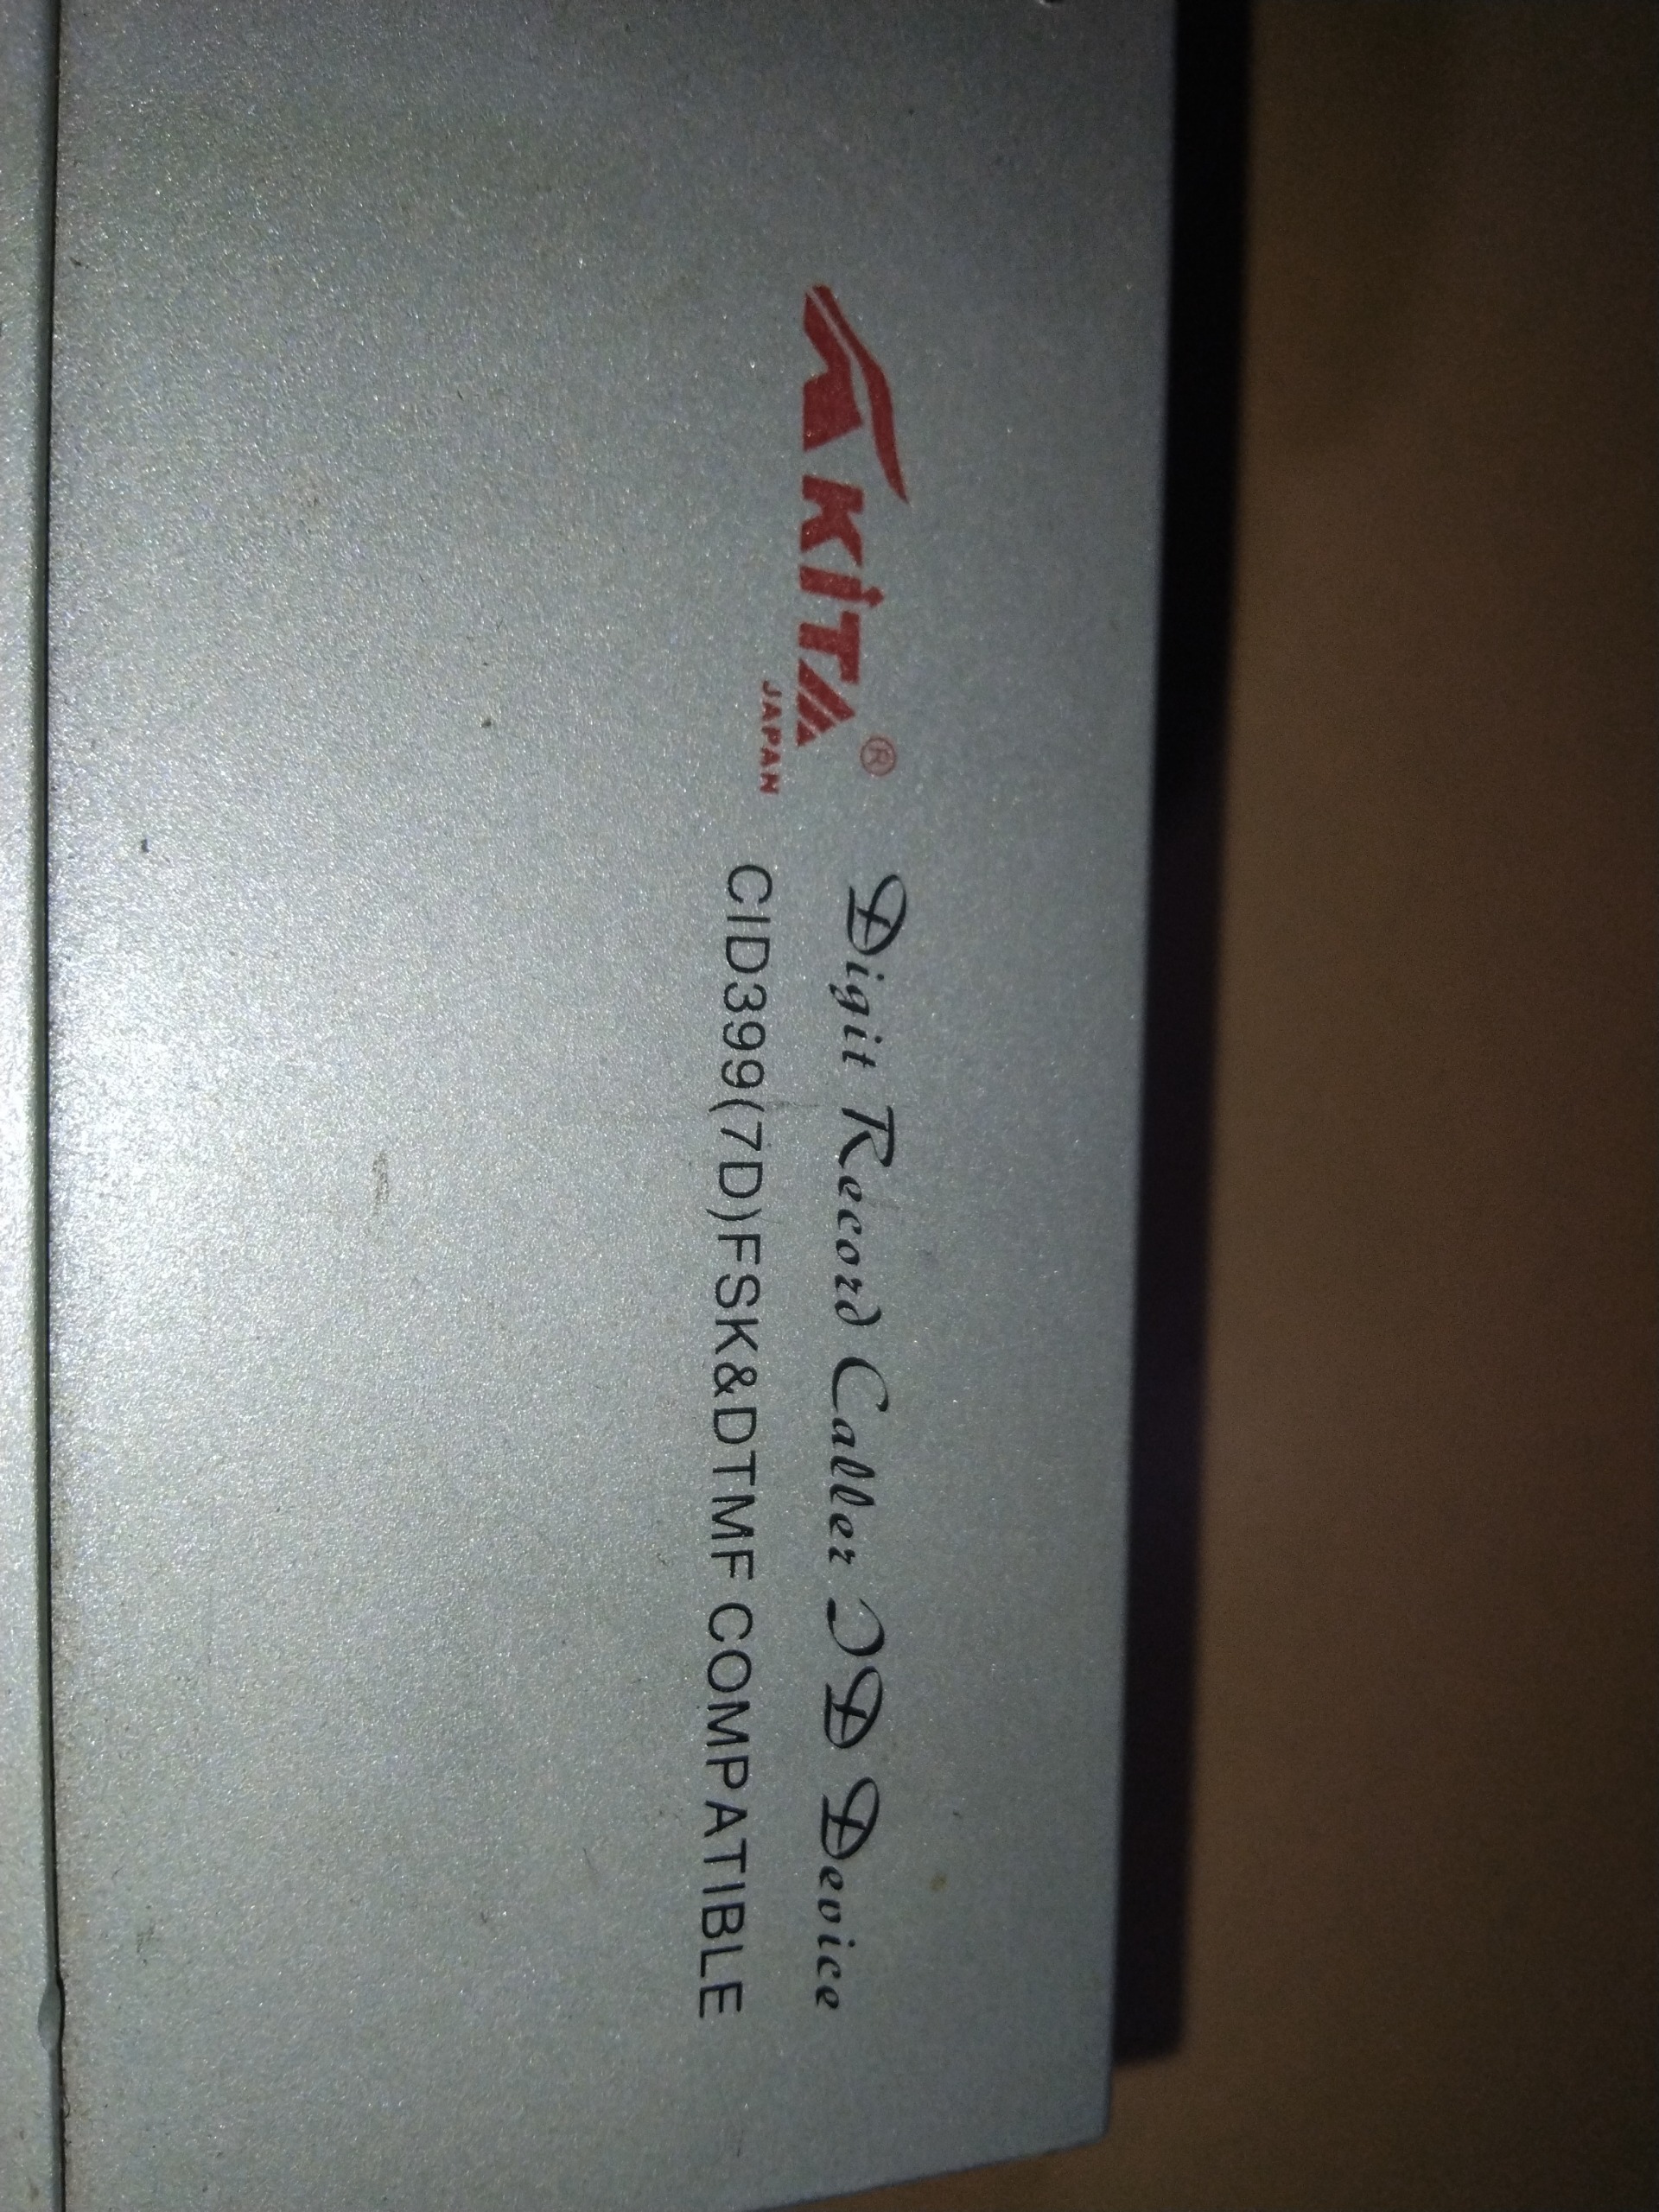 AKiTA®
JAPAN
Digit Record Caller ID Device
CID399(7D)FSK&DTMF COMPATIBLE